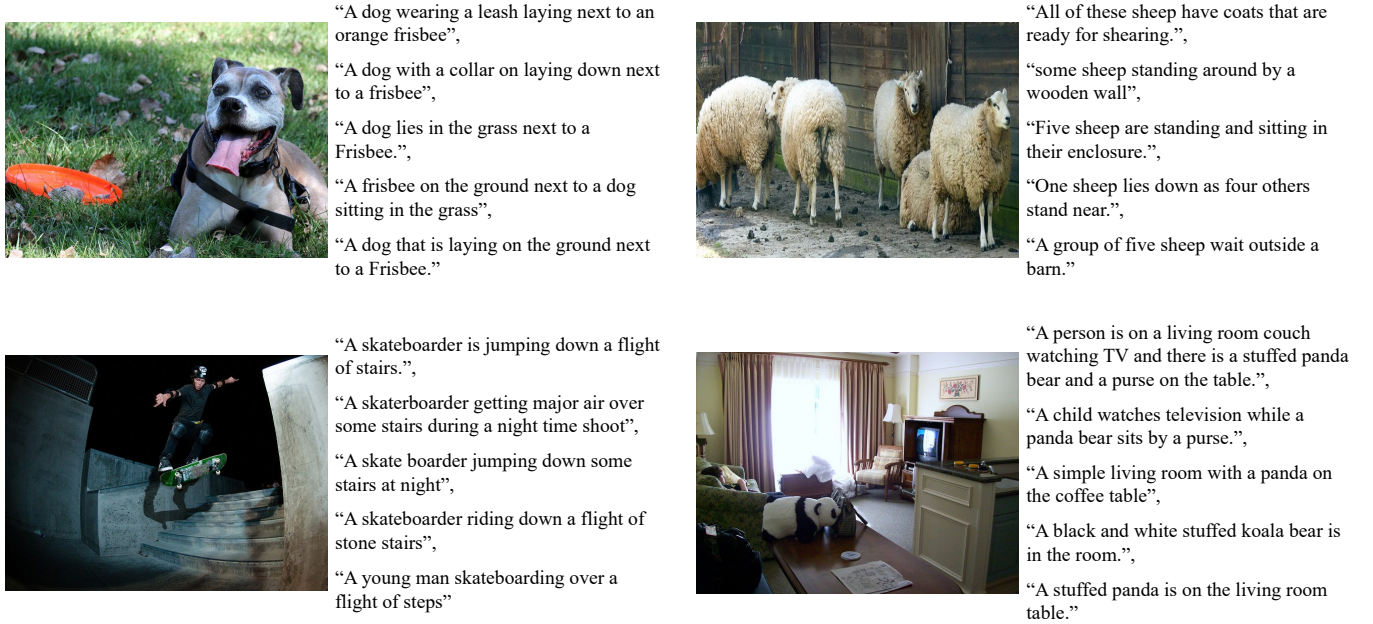 “A dog wearing a leash laying next to an
orange frisbee”,
“A dog with a collar on laying down next
to a frisbee”,
“A dog lies in the grass next to a
Frisbee.”,
“A frisbee on the ground next to a dog
sitting in the grass”,
“A dog that is laying on the ground next
to a Frisbee.”
“All of these sheep have coats that are
ready for shearing.”,
“some sheep standing around by a
wooden wall”,
“Five sheep are standing and sitting in
their enclosure.”,
“One sheep lies down as four others
stand near.”,
“A group of five sheep wait outside a
barn.”
“A skateboarder is jumping down a flight
of stairs.”,
“A skaterboarder getting major air over
some stairs during a night time shoot”,
“A skate boarder jumping down some
stairs at night”,
“A skateboarder riding down a flight of
stone stairs”,
“A young man skateboarding over a
flight of steps”
“A person is on a living room couch
watching TV and there is a stuffed panda
bear and a purse on the table.”,
“A child watches television while a
panda bear sits by a purse.”,
“A simple living room with a panda on
the coffee table”,
“A black and white stuffed koala bear is
in the room.”,
“A stuffed panda is on the living room
table.”